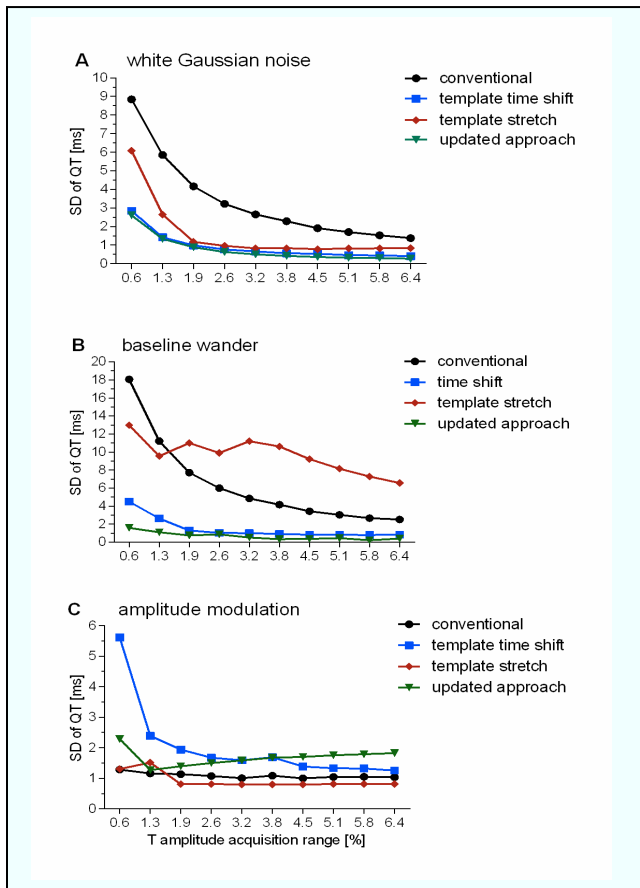 A white Gaussian noise
conventional
template time shift
template stretch
updated approach
SD of QT [ms]
10
9
8
7
6
5
4
3
2
1
0
0.6 1.3 1.9 2.6 3.2 3.8 4.5 5.1 5.8 6.4
B baseline wander
conventional
time shift
template stretch
updated approach
SD of QT [ms]
20
18
16
14
12
10
8
6
4
2
0
0.6 1.3 1.9 2.6 3.2 3.8 4.5 5.1 5.8 6.4
C amplitude modulation
conventional
template time shift
template stretch
updated approach
SD of QT [ms]
6
5
4
3
2
1
0
0.6 1.3 1.9 2.6 3.2 3.8 4.5 5.1 5.8 6.4
T amplitude acquisition range [%]